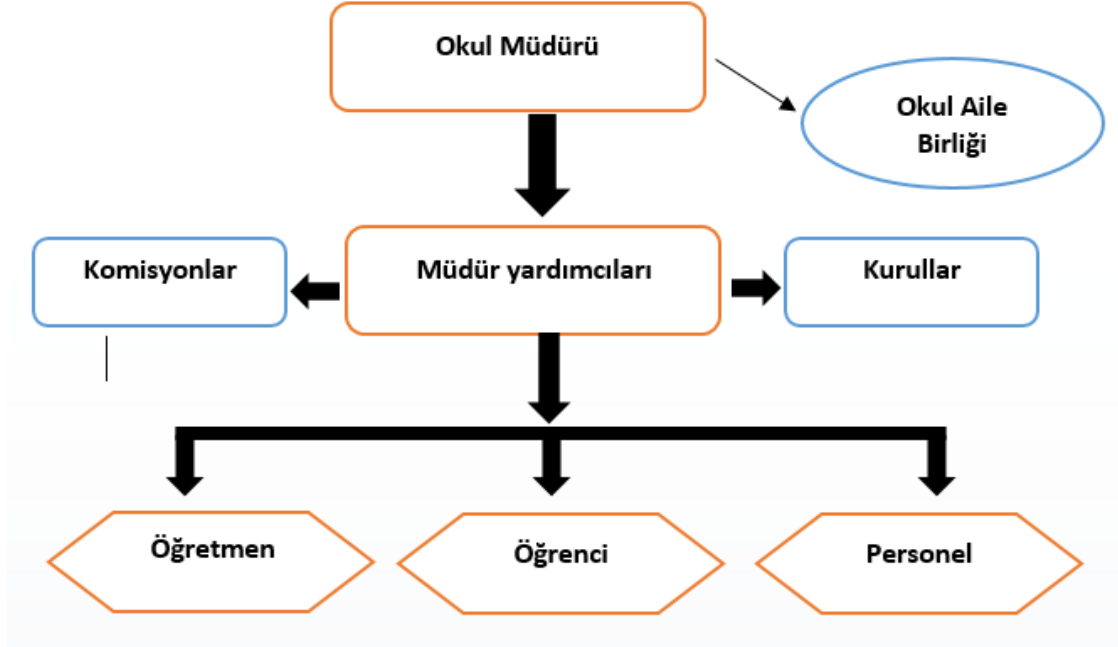 Okul Müdürü
Okul Aile
Birliği
Komisyonlar
Müdür yardımcıları
Kurullar
Öğretmen
Öğrenci
Personel